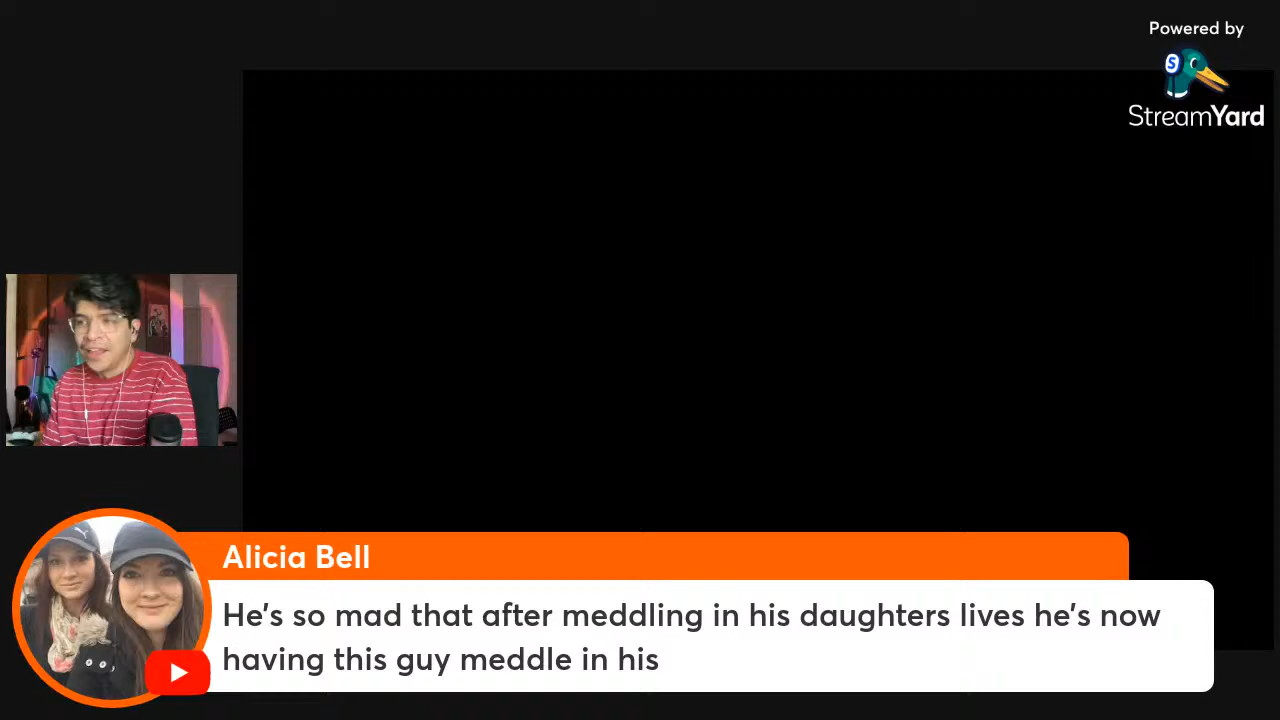 Powered by
S
StreamYard
Alicia Bell
He's so mad that after meddling in his daughters lives he's now
having this guy meddle in his